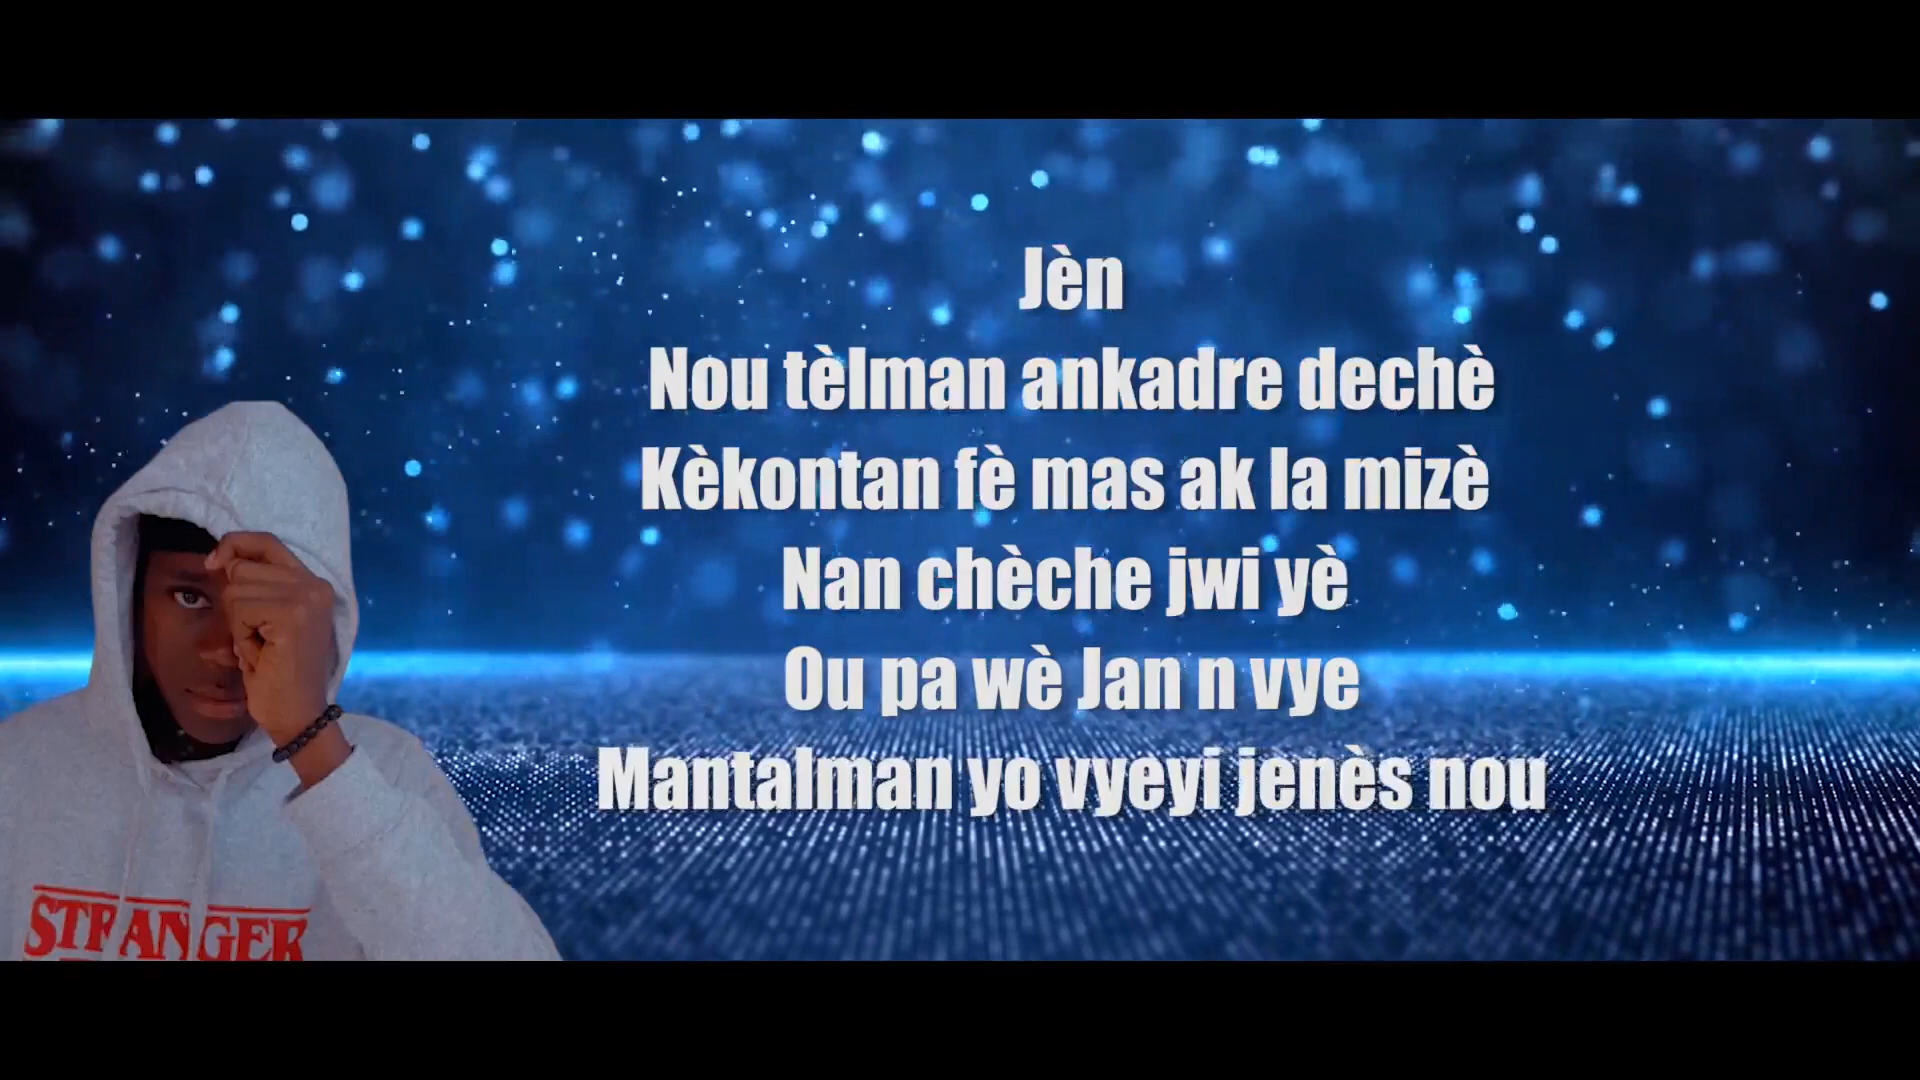 Jèn
Nou tèlman ankadre dechè
Kèkontan fè mas ak la mizè
Nan chèche jwi yè
Ou pa wè Jan n vye
Mantalman yo vyeyi jenès nou
STRANGER